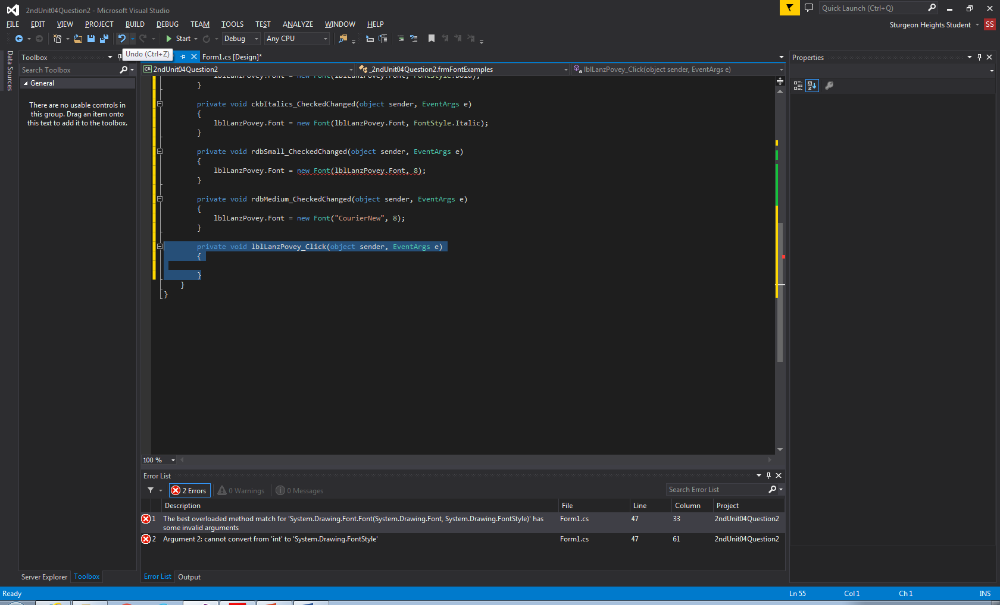 2ndUnit04Question2 - Microsoft Visual Studio
Quick Launch (Ctrl+Q)
FILE EDIT VIEW PROJECT BUILD DEBUG TEAM TOOLS TEST ANALYZE WINDOW HELP
Sturgeon Heights Student SS
Start Debug Any CPU
Undo (Ctrl+Z)
Data Sources
Toolbox
Form1.cs [Design]*
Properties
Search Toolbox
C# 2ndUnit04Question2 _2ndUnit04Question2.frmFontExamples lblLanzPovey_Click(object sender, EventArgs e)
General
There are no usable controls in
this group. Drag an item onto
this text to add it to the toolbox.
lblLanzPovey.Font = new Font(lblLanzPovey.Font, FontStyle.Bold);
}
private void ckbItalics_CheckedChanged(object sender, EventArgs e)
{
lblLanzPovey.Font = new Font(lblLanzPovey.Font, FontStyle.Italic);
}
private void rdbSmall_CheckedChanged(object sender, EventArgs e)
{
lblLanzPovey.Font = new Font(lblLanzPovey.Font, 8);
}
private void rdbMedium_CheckedChanged(object sender, EventArgs e)
{
lblLanzPovey.Font = new Font("CourierNew", 8);
}
private void lblLanzPovey_Click(object sender, EventArgs e)
{
}
}
}
100 %
Error List
2 Errors 0 Warnings 0 Messages
Search Error List
Description File Line Column Project
1 The best overloaded method match for 'System.Drawing.Font.Font(System.Drawing.Font, System.Drawing.FontStyle)' has
some invalid arguments
Form1.cs 47 33 2ndUnit04Question2
2 Argument 2: cannot convert from 'int' to 'System.Drawing.FontStyle' Form1.cs 47 61 2ndUnit04Question2
Server Explorer Toolbox
Error List Output
Ready
Ln 55 Col 1 Ch 1 INS